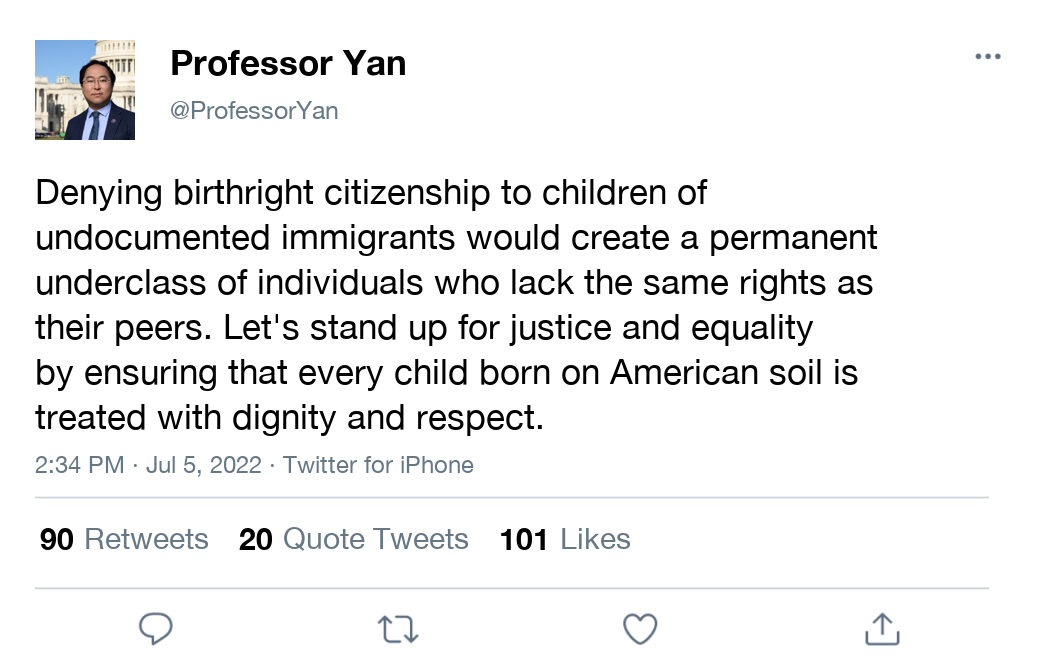 Professor Yan
@ProfessorYan
Denying birthright citizenship to children of
undocumented immigrants would create a permanent
underclass of individuals who lack the same rights as
their peers. Let's stand up for justice and equality
by ensuring that every child born on American soil is
treated with dignity and respect.
2:34 PM · Jul 5, 2022 · Twitter for iPhone
90 Retweets 20 Quote Tweets 101 Likes